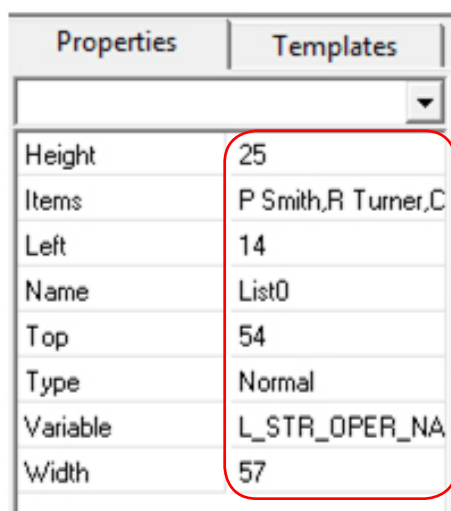 Properties Templates
Height 25
Items P Smith,R Turner,C
Left 14
Name List0
Top 54
Type Normal
Variable L_STR_OPER_NA
Width 57